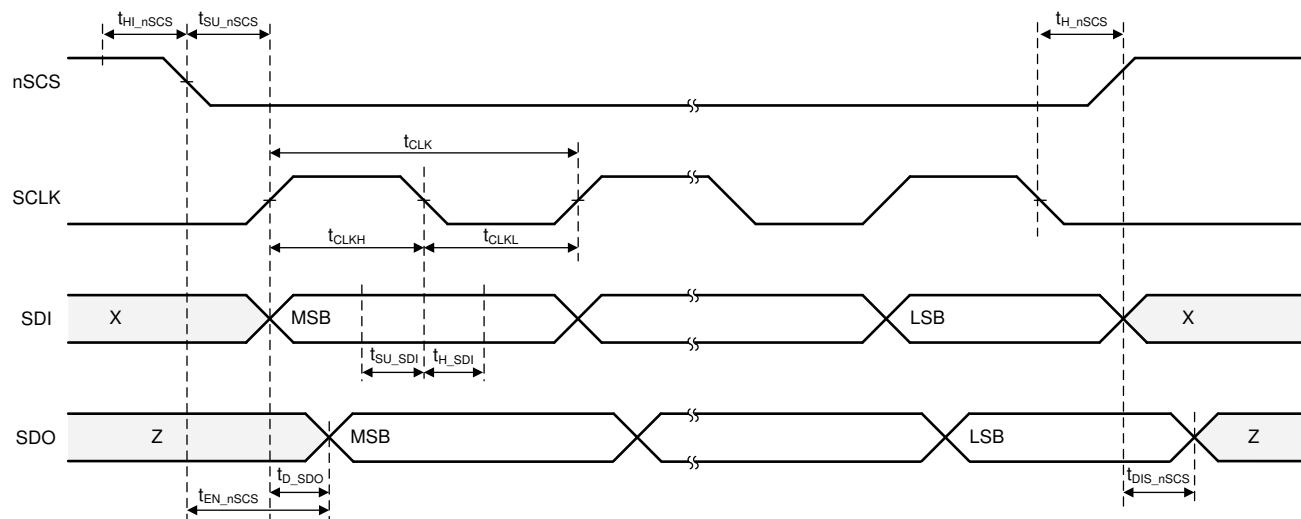 tHI_nSCS tSU_nSCS tH_nSCS
nSCS
tCLK
SCLK
tCLKH tCLKL
SDI X MSB LSB X
tSU_SDI tH_SDI
SDO Z MSB LSB Z
tD_SDO tDIS_nSCS
tEN_nSCS